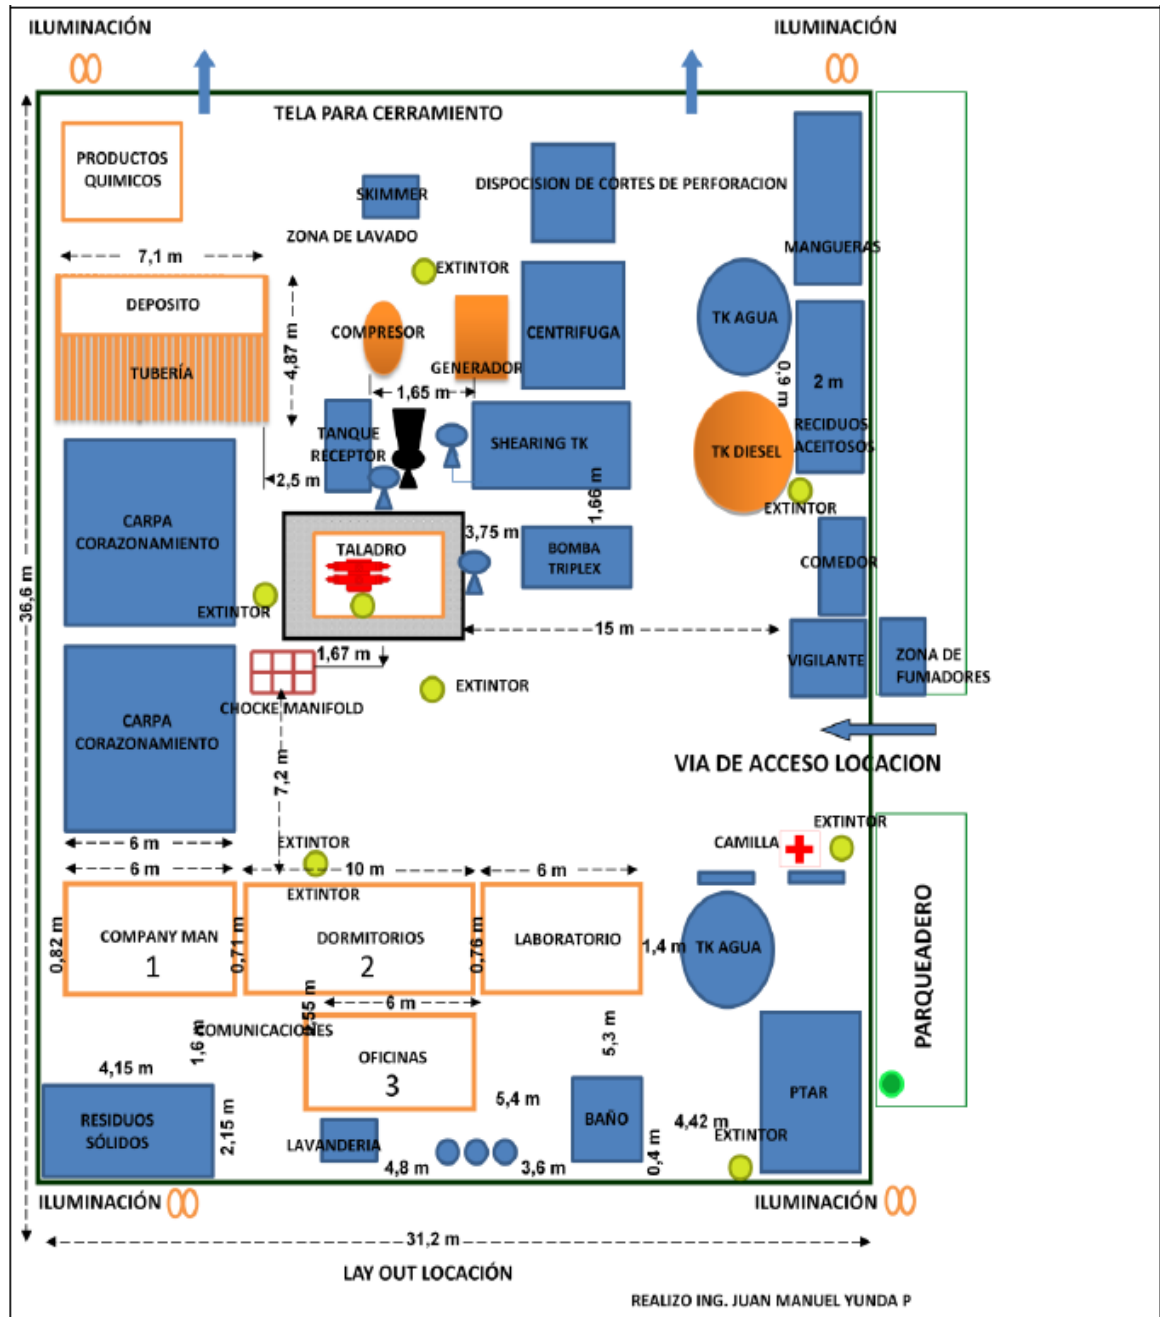 ILUMINACIÓN
ILUMINACIÓN
TELA PARA CERRAMIENTO
PRODUCTOS
QUIMICOS
SKIMMER
DISPOCISION DE CORTES DE PERFORACION
MANGUERAS
ZONA DE LAVADO
7,1 m
EXTINTOR
DEPOSITO
TUBERÍA
4,87 m
COMPRESOR
GENERADOR
CENTRIFUGA
TK AGUA
0,9 m
2 m
1,65 m
TANQUE
RECEPTOR
SHEARING TK
RECIDUOS
ACEITOSOS
TK DIESEL
2,5 m
1,66 m
EXTINTOR
CARPA
CORAZONAMIENTO
3,75 m
TALADRO
BOMBA
TRIPLEX
COMEDOR
36,6 m
EXTINTOR
15 m
1,67 m
VIGILANTE
ZONA DE
FUMADORES
EXTINTOR
CHOCKE MANIFOLD
CARPA
CORAZONAMIENTO
7,2 m
VIA DE ACCESO LOCACION
6 m
EXTINTOR
CAMILLA
EXTINTOR
6 m
10 m
6 m
EXTINTOR
0,82 m
COMPANY MAN
1
0,71 m
DORMITORIOS
2
0,76 m
LABORATORIO
1,4 m
TK AGUA
PARQUEADERO
6 m
0,55 m
COMUNICACIONES
1,6 m
OFICINAS
3
5,3 m
4,15 m
5,4 m
RESIDUOS
SÓLIDOS
2,15 m
BAÑO
PTAR
4,42 m
EXTINTOR
LAVANDERIA
4,8 m
3,6 m
0,4 m
ILUMINACIÓN
ILUMINACIÓN
31,2 m
LAY OUT LOCACIÓN
REALIZO ING. JUAN MANUEL YUNDA P